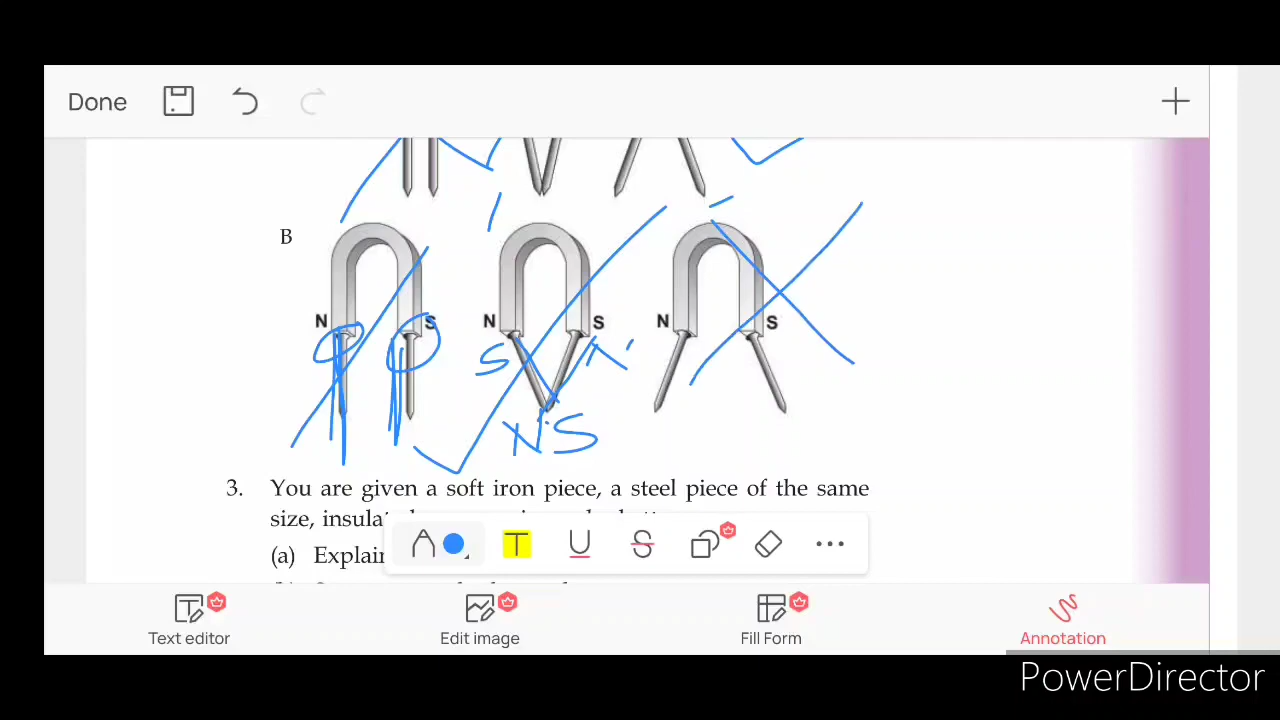 Done
B
N S N S N S
S N
N S
3. You are given a soft iron piece, a steel piece of the same
size,
(a) Explain
T U S
Text editor Edit image Fill Form Annotation
PowerDirector